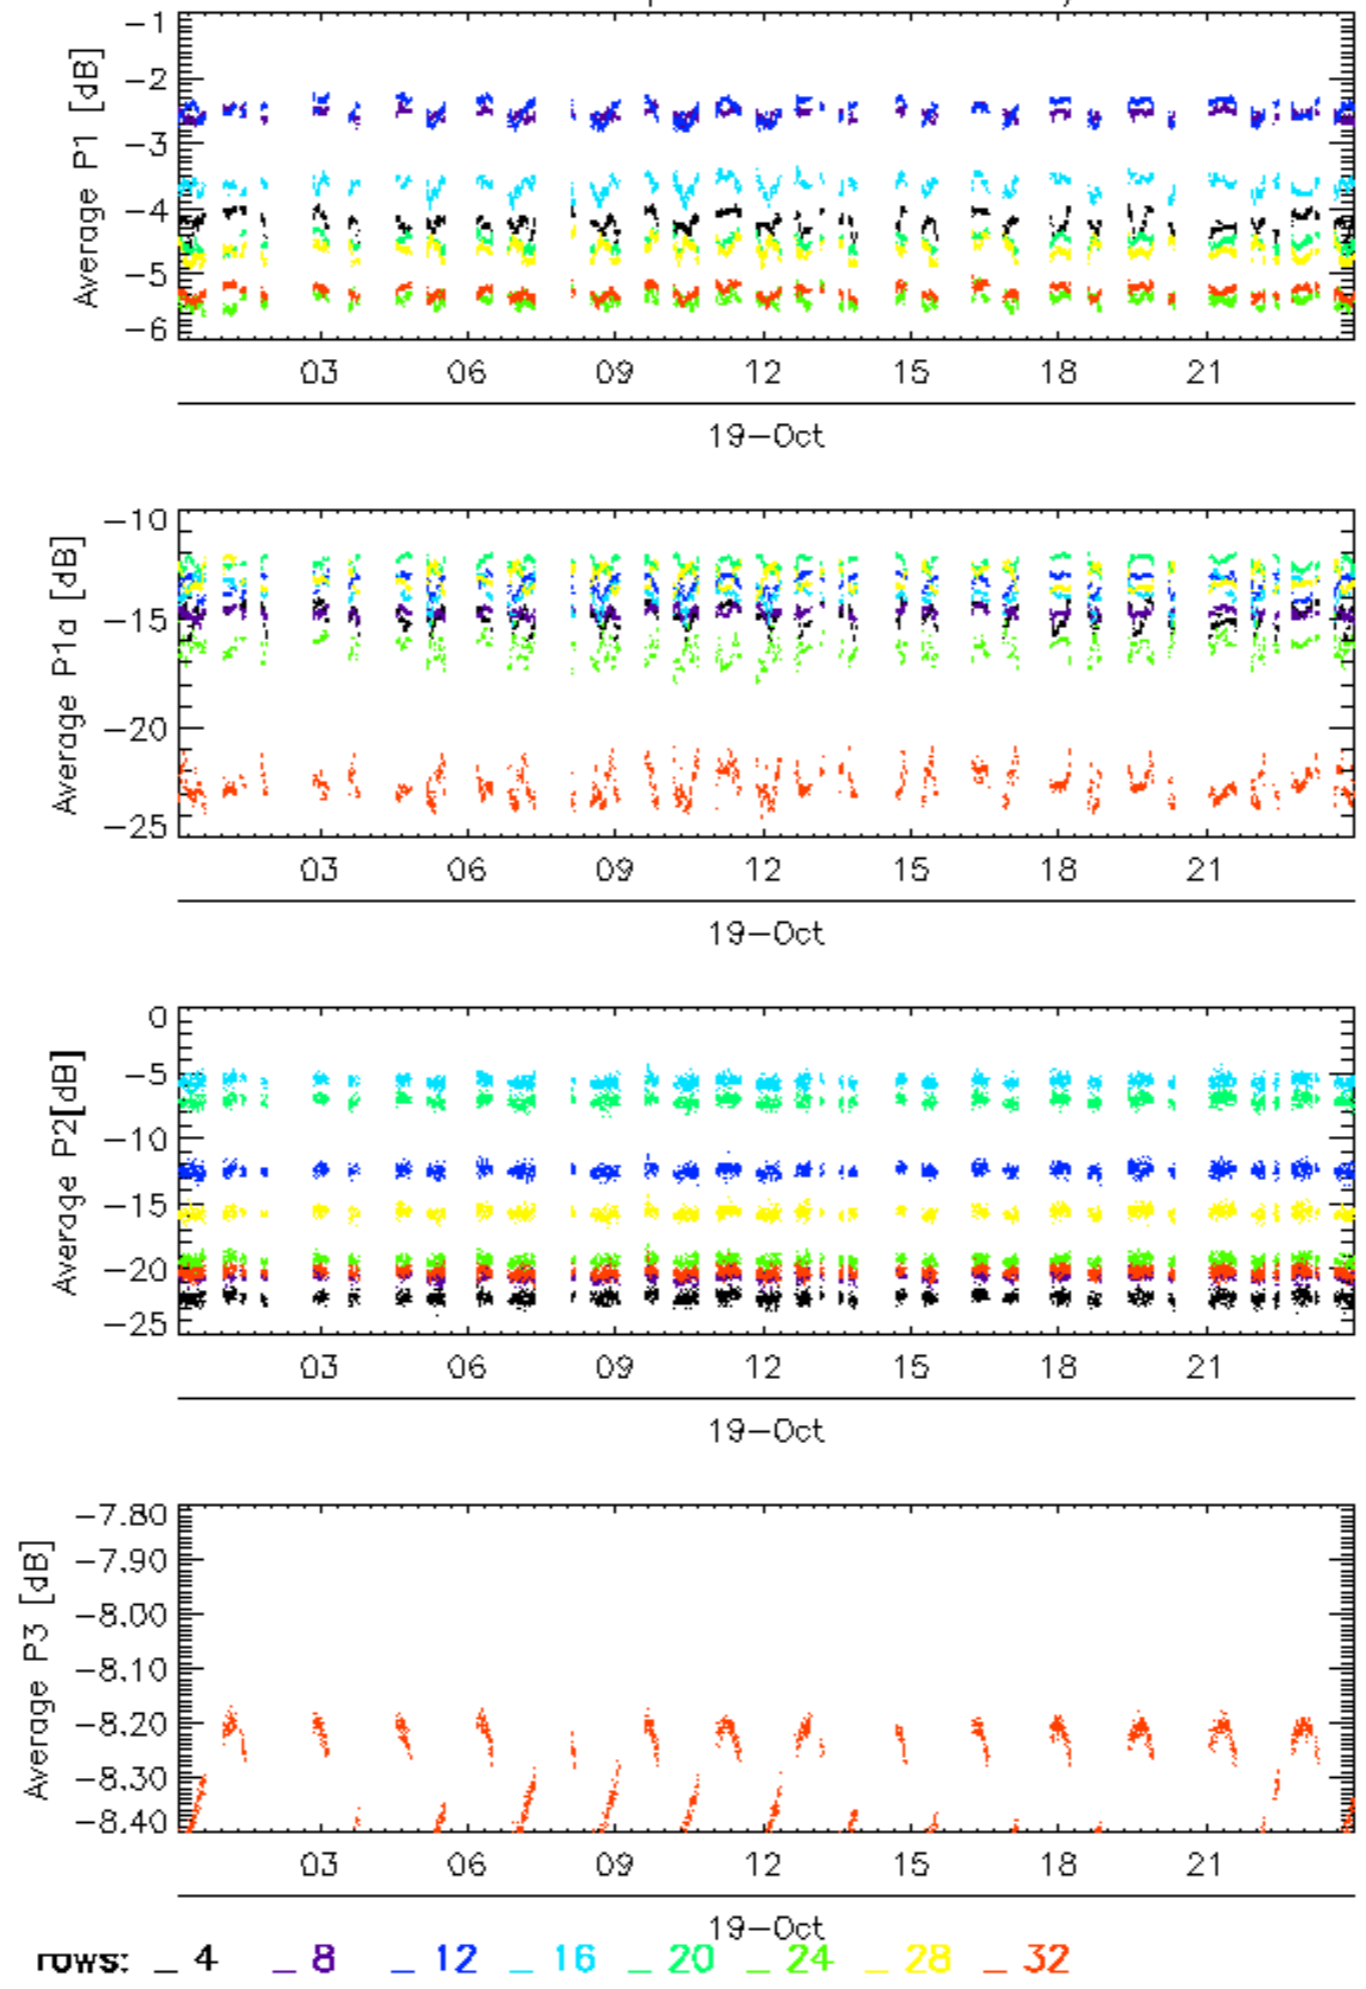 Average P1 [dB]
-1
-2
-3
-4
-5
-6
03 06 09 12 15 18 21
19-Oct
Average P1a [dB]
-10
-15
-20
-25
03 06 09 12 15 18 21
19-Oct
Average P2[dB]
0
-5
-10
-15
-20
-25
03 06 09 12 15 18 21
19-Oct
Average P3 [dB]
-7.80
-7.90
-8.00
-8.10
-8.20
-8.30
-8.40
03 06 09 12 15 18 21
19-Oct
rows: _ 4 _ 8 _ 12 _ 16 _ 20 _ 24 _ 28 _ 32